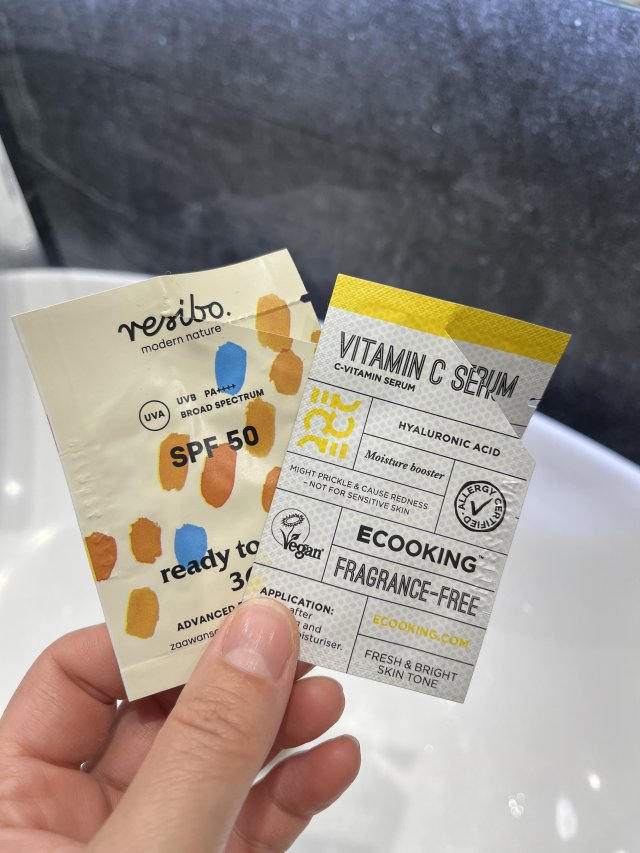 resibo.
modern nature
UVA
UVB PA++++
BROAD SPECTRUM
SPF 50
ready to
ADVANCED
VITAMIN C SERUM
C-VITAMIN SERUM
HYALURONIC ACID
Moisture booster
MIGHT PRICKLE & CAUSE REDNESS
- NOT FOR SENSITIVE SKIN
ALLERGY CERTIFIED
Vegan
ECOOKING™
FRAGRANCE-FREE
APPLICATION:
after
and
ECOOKING.COM
FRESH & BRIGHT
SKIN TONE